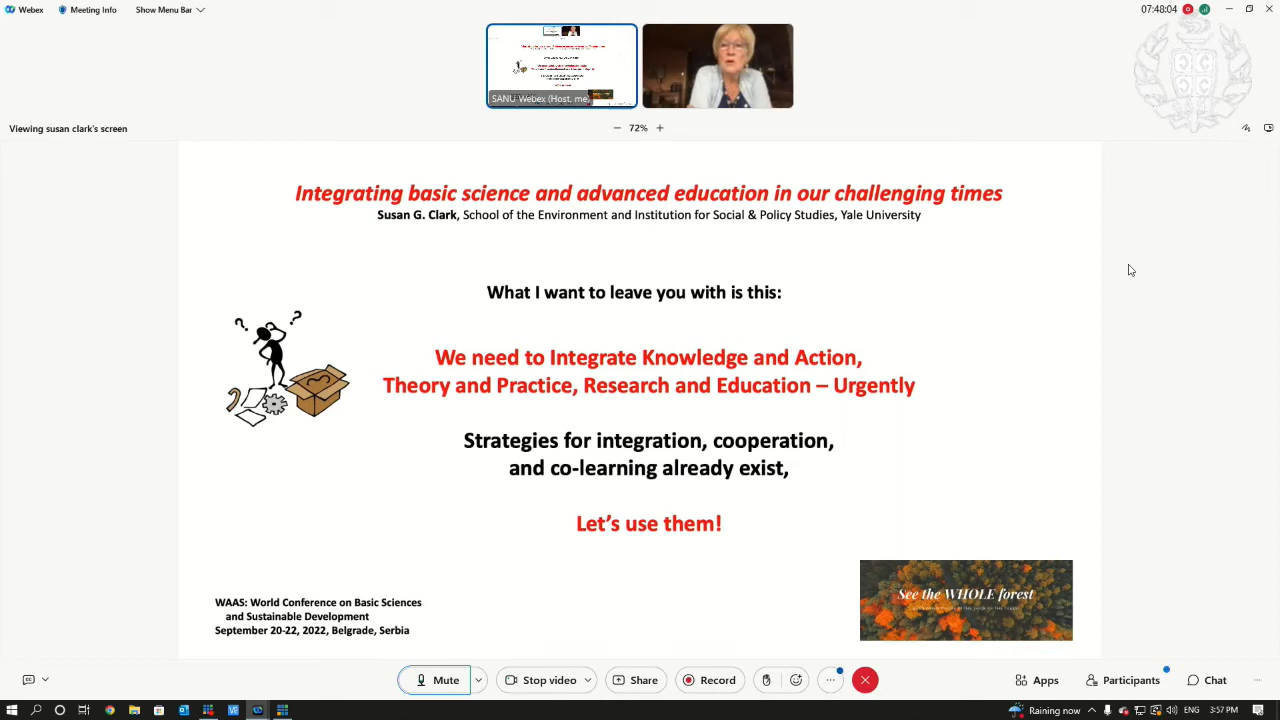 Webex
Meeting Info
Show Menu Bar
07:48:04
SANU Webex (Host, me)
Viewing susan clark's screen
72%
Integrating basic science and advanced education in our challenging times
Susan G. Clark, School of the Environment and Institution for Social & Policy Studies, Yale University
What I want to leave you with is this:
We need to Integrate Knowledge and Action,
Theory and Practice, Research and Education – Urgently
Strategies for integration, cooperation,
and co-learning already exist,
Let's use them!
See the WHOLE forest
WAAS: World Conference on Basic Sciences
and Sustainable Development
September 20-22, 2022, Belgrade, Serbia
Mute
Stop video
Share
Record
Apps
Participants
Chat
Raining now
3:57 PM